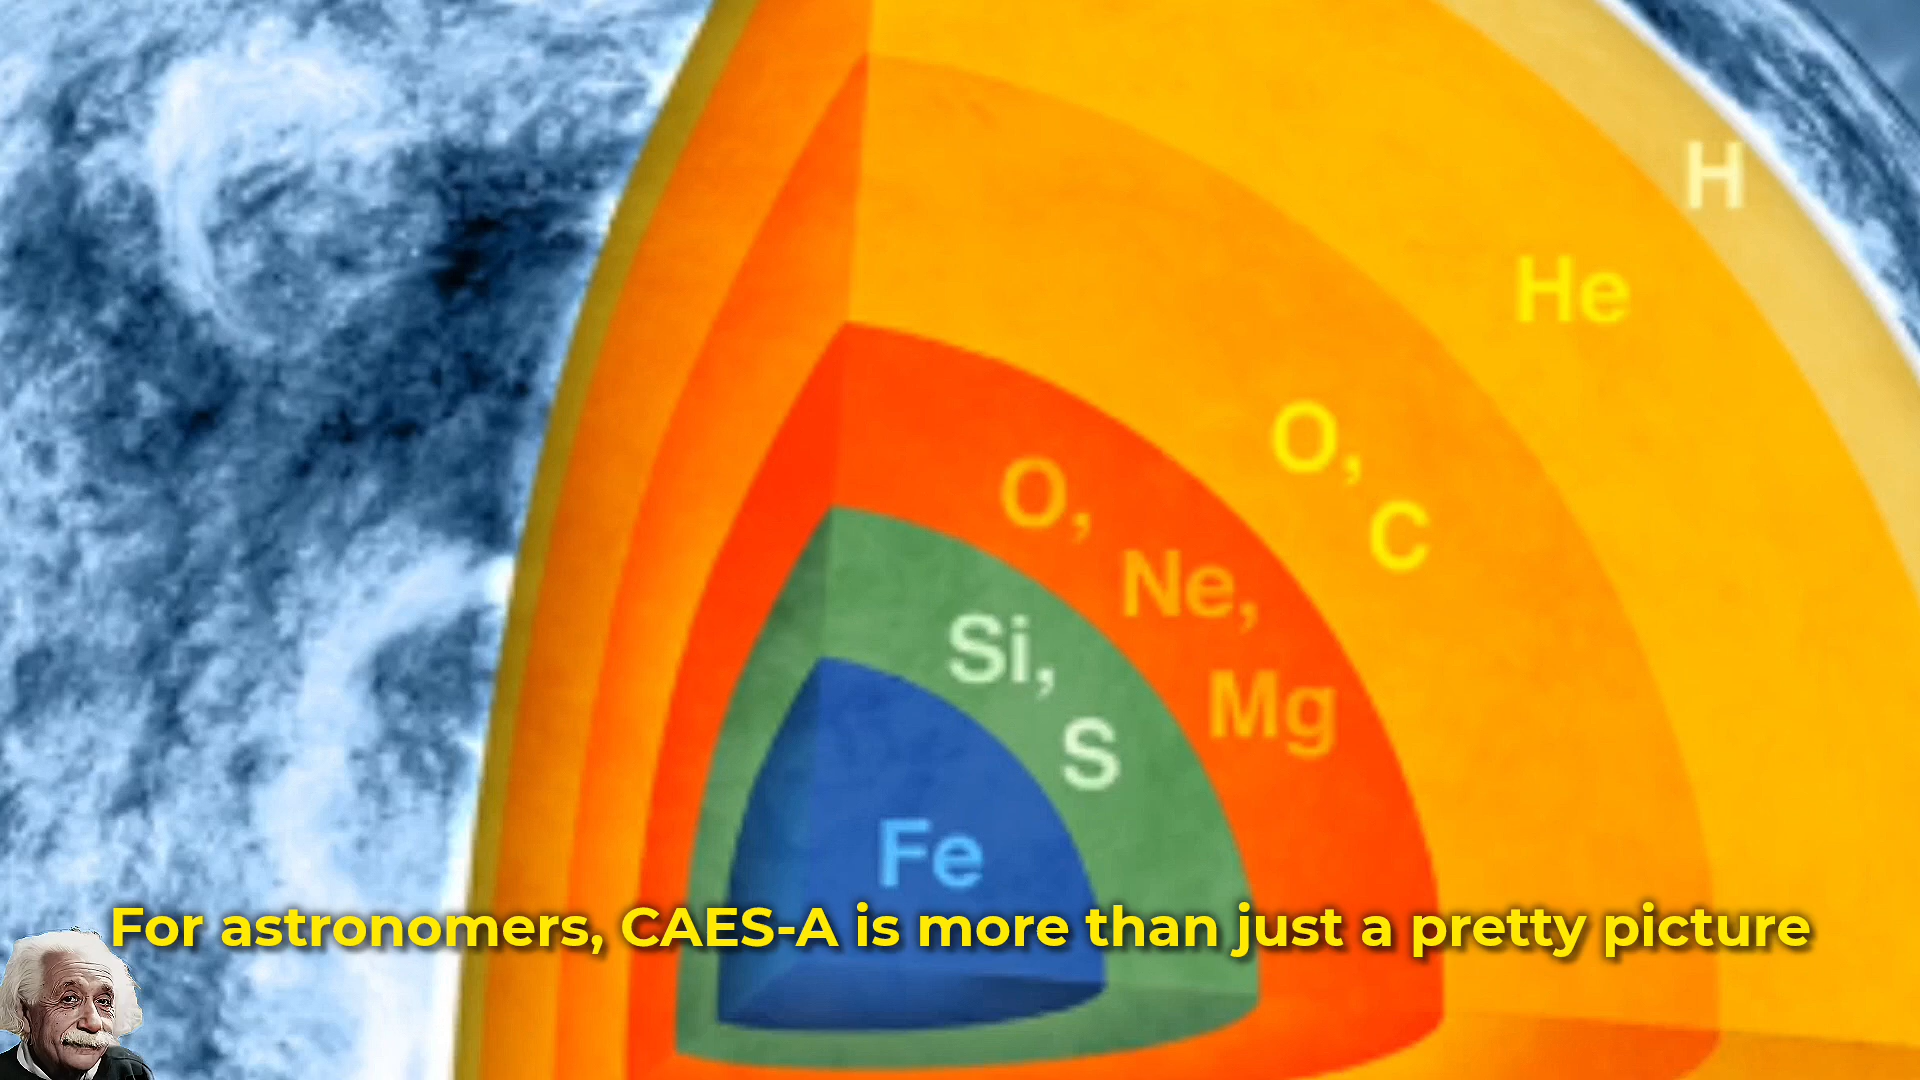 H
He
O,
C
O,
Ne,
Mg
Si,
S
Fe
For astronomers, CAES-A is more than just a pretty picture